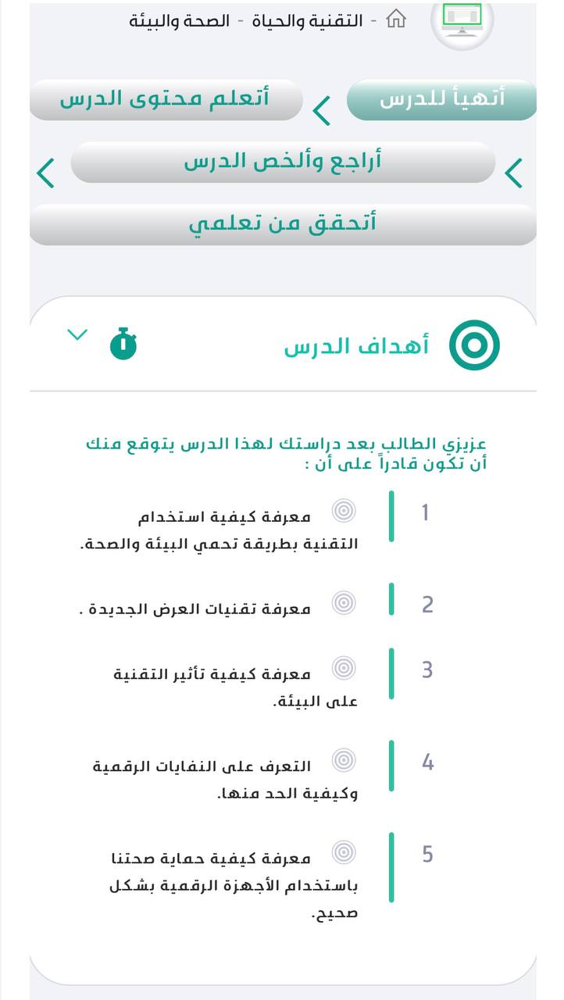 التقنية والحياة - الصحة والبيئة
أتهيأ للدرس
أتعلم محتوى الدرس
أراجع وألخص الدرس
أتحقق من تعلمي
أهداف الدرس
عزيزي الطالب بعد دراستك لهذا الدرس يتوقع منك
أن تكون قادراً على أن :
1
معرفة كيفية استخدام
التقنية بطريقة تحمي البيئة والصحة.
2
معرفة تقنيات العرض الجديدة .
3
معرفة كيفية تأثير التقنية
على البيئة.
4
التعرف على النفايات الرقمية
وكيفية الحد منها.
5
معرفة كيفية حماية صحتنا
باستخدام الأجهزة الرقمية بشكل
صحيح.